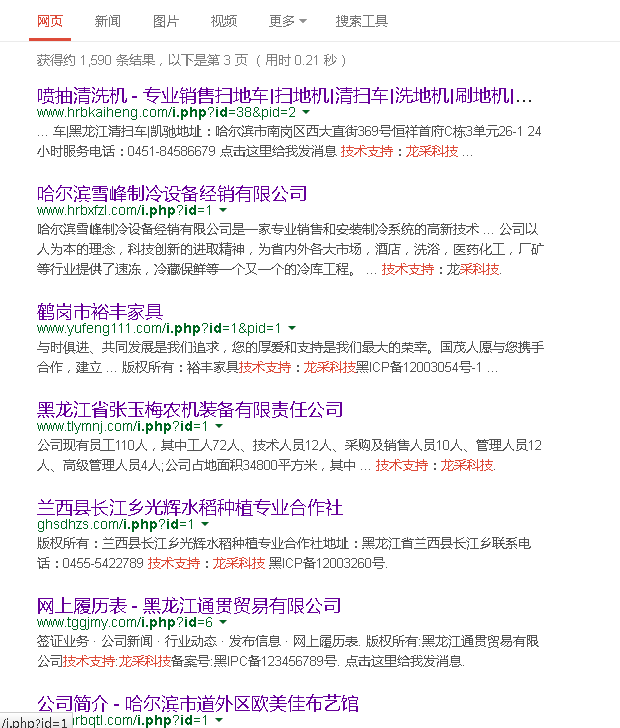 网页 新闻 图片 视频 更多 搜索工具
获得约 1,590 条结果，以下是第 3 页 （用时 0.21 秒）
喷抽清洗机 - 专业销售扫地车|扫地机|清扫车|洗地机|刷地机|...
www.hrbkaiheng.com/i.php?id=38&pid=2
... 车|黑龙江清扫车|凯驰地址：哈尔滨市南岗区西大直街369号恒祥首府C栋3单元26-1 24
小时服务电话：0451-84586679 点击这里给我发消息 技术支持：龙采科技 ...
哈尔滨雪峰制冷设备经销有限公司
www.hrbxfzl.com/i.php?id=1
哈尔滨雪峰制冷设备经销有限公司是一家专业销售和安装制冷系统的高新技术 ... 公司以
人为本的理念，科技创新的进取精神，为省内外各大市场，酒店，洗浴，医药化工，厂矿
等行业提供了速冻，冷藏保鲜等一个又一个的冷库工程。 ... 技术支持：龙采科技.
鹤岗市裕丰家具
www.yufeng111.com/i.php?id=1&pid=1
与时俱进、共同发展是我们追求，您的厚爱和支持是我们最大的荣幸。国茂人愿与您携手
合作，建立 ... 版权所有：裕丰家具技术支持：龙采科技黑ICP备12003054号-1 ...
黑龙江省张玉梅农机装备有限责任公司
www.tlymnj.com/i.php?id=1
公司现有员工110人，其中工人72人、技术人员12人、采购及销售人员10人、管理人员12
人、高级管理人员4人;公司占地面积34800平方米，其中 ... 技术支持：龙采科技.
兰西县长江乡光辉水稻种植专业合作社
ghsdhzs.com/i.php?id=1
版权所有：兰西县长江乡光辉水稻种植专业合作社地址：黑龙江省兰西县长江乡联系电
话：0455-5422789 技术支持：龙采科技 黑ICP备12003260号.
网上履历表 - 黑龙江通贯贸易有限公司
www.tggjmy.com/i.php?id=6
签证业务 · 公司新闻 · 行业动态 · 发布信息 · 网上履历表. 版权所有:黑龙江通贯贸易有限
公司技术支持:龙采科技备案号:黑IPC备123456789号. 点击这里给我发消息.
公司简介 - 哈尔滨市道外区欧美佳布艺馆
/i.php?id=1 rbqtl.com/i.php?id=1